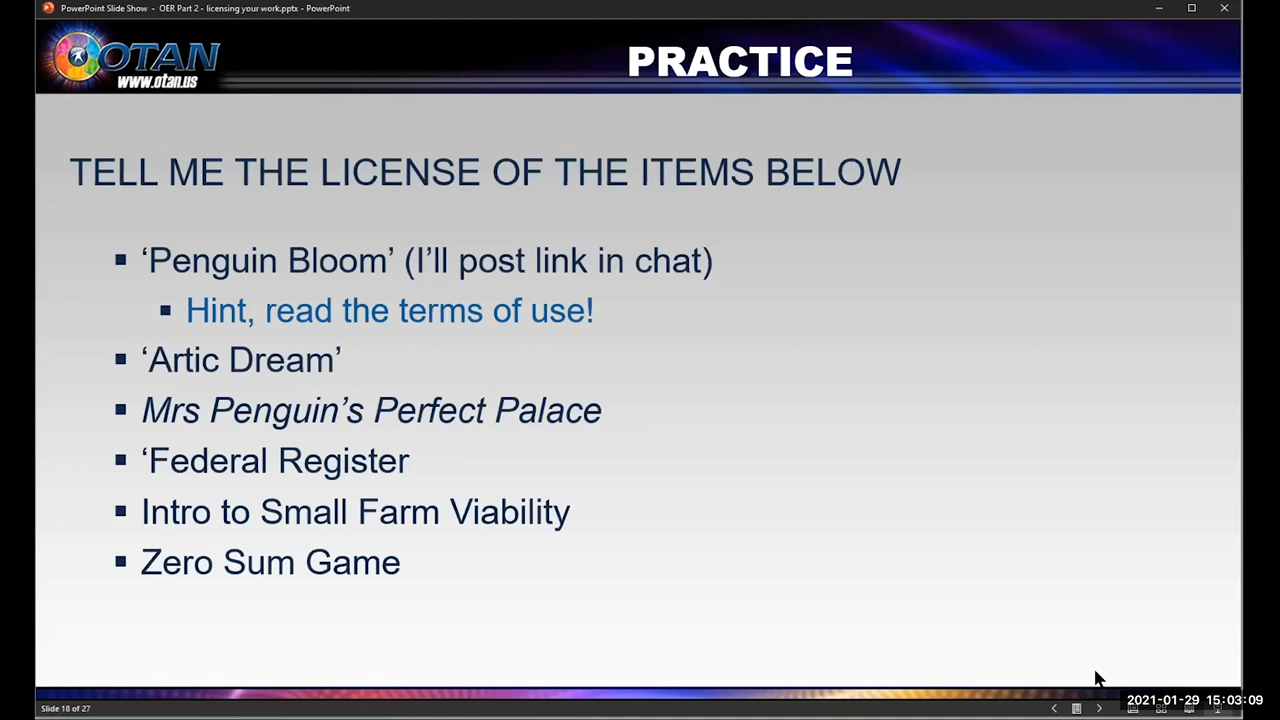 PowerPoint Slide Show - OER Part 2 - licensing your work.pptx - PowerPoint
OTAN
www.otan.us
PRACTICE
TELL ME THE LICENSE OF THE ITEMS BELOW
‘Penguin Bloom’ (I’ll post link in chat)
Hint, read the terms of use!
‘Artic Dream’
Mrs Penguin’s Perfect Palace
‘Federal Register
Intro to Small Farm Viability
Zero Sum Game
Slide 18 of 27
2021-01-29 15:03:09